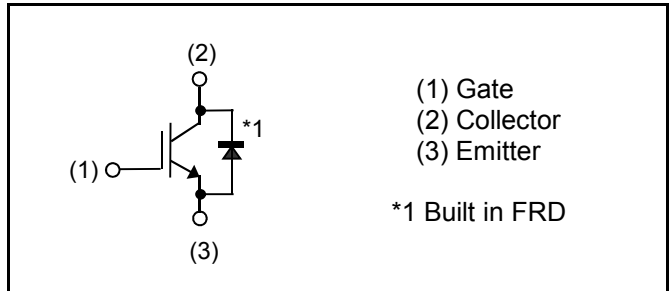 (2)
*1
(1)
(3)
(1) Gate
(2) Collector
(3) Emitter
*1 Built in FRD